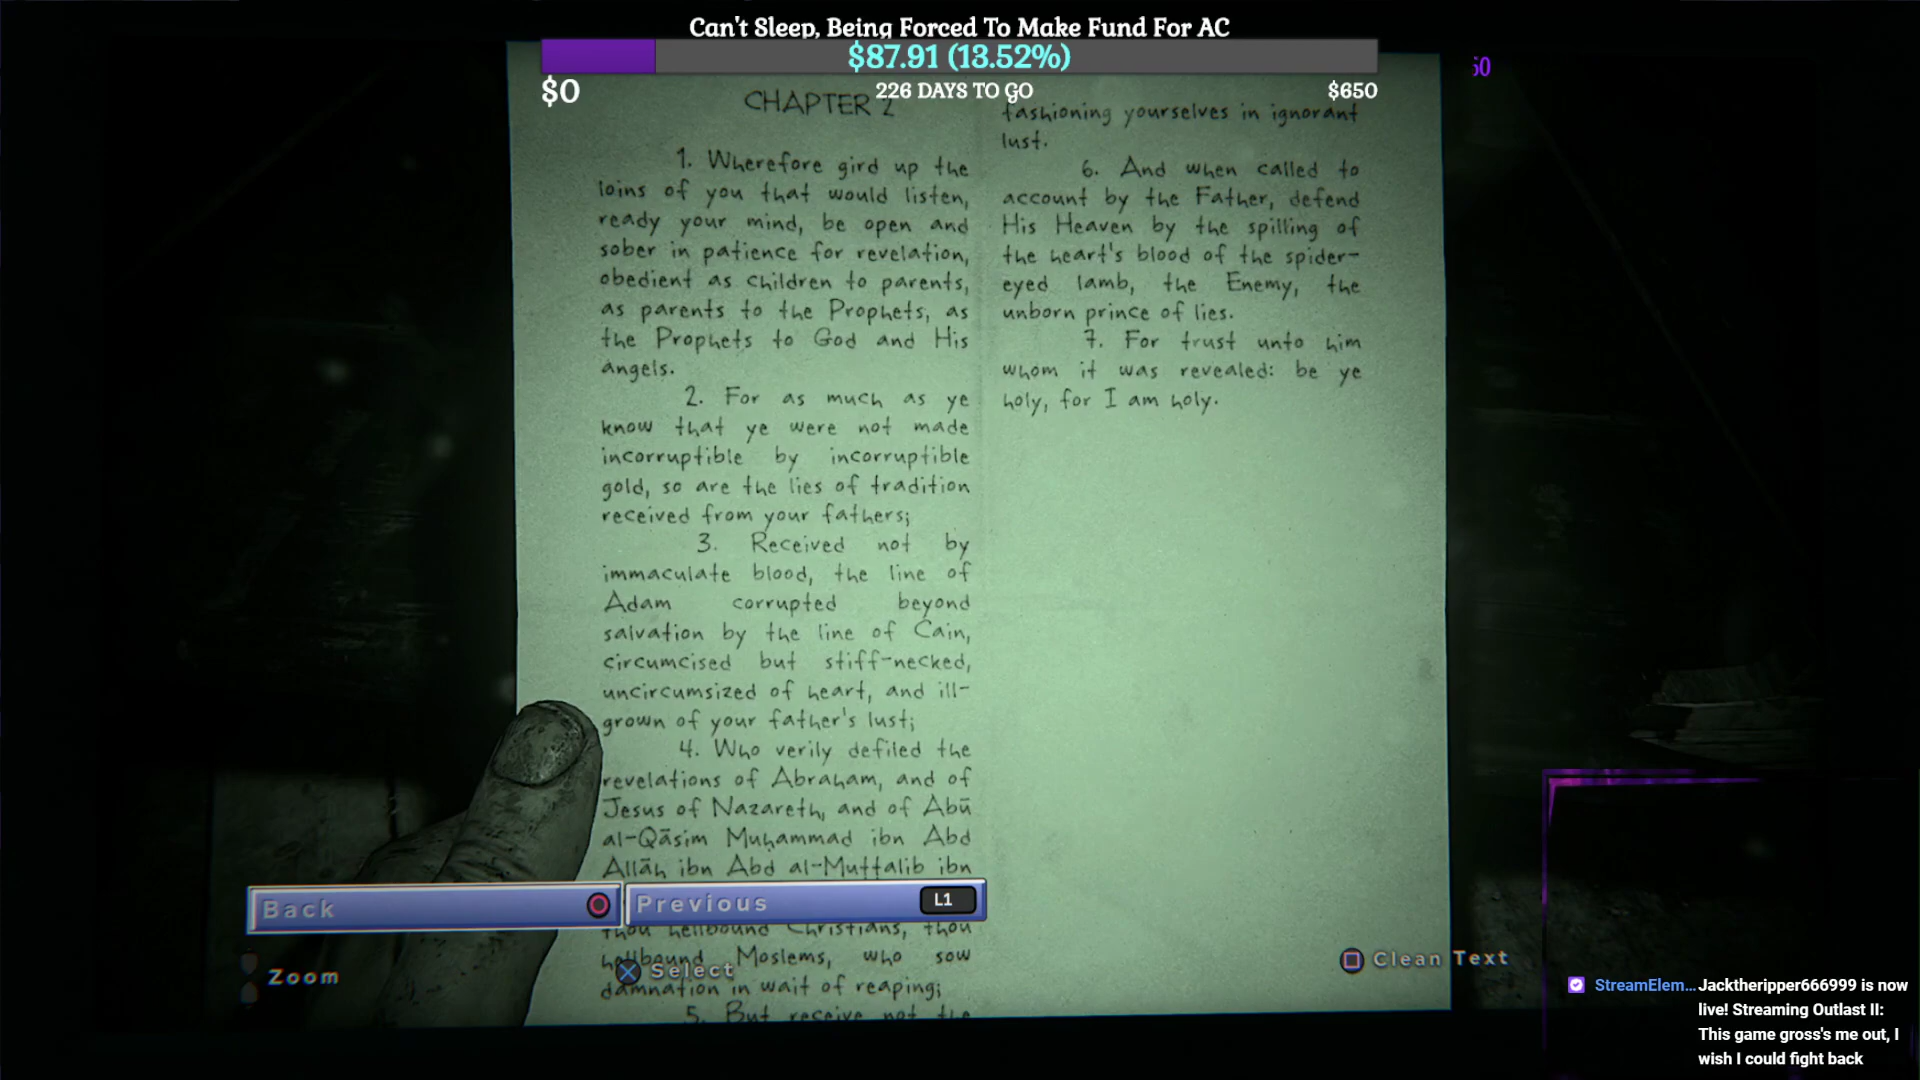 Can't Sleep, Being Forced To Make Fund For AC
$87.91 (13.52%)
$0
226 DAYS TO GO
$650
CHAPTER 2
1. Wherefore gird up the
loins of you that would listen,
ready your mind, be open and
sober in patience for revelation,
obedient as children to parents,
as parents to the Prophets, as
the Prophets to God and His
angels.
2. For as much as ye
know that ye were not made
incorruptible by incorruptible
gold, so are the lies of tradition
received from your fathers;
3. Received not by
immaculate blood, the line of
Adam corrupted beyond
salvation by the line of Cain,
circumcised but stiff-necked,
uncircumsized of heart, and ill-
grown of your father's lust;
4. Who verily defiled the
revelations of Abraham, and of
Jesus of Nazareth, and of Abū
al-Qāsim Muḥammad ibn Abd
Allāh ibn Abd al-Muṭṭalib ibn
thou hellbound Christians, thou
hellbound Moslems, who sow
damnation in wait of reaping;
5. But receive not the
fashioning yourselves in ignorant
lust.
6. And when called to
account by the Father, defend
His Heaven by the spilling of
the heart's blood of the spider-
eyed lamb, the Enemy, the
unborn prince of lies.
7. For trust unto him
whom it was revealed: be ye
holy, for I am holy.
Back
Previous L1
Zoom
Select
Clean Text
StreamElem... Jacktheripper666999 is now
live! Streaming Outlast II:
This game gross's me out, I
wish I could fight back